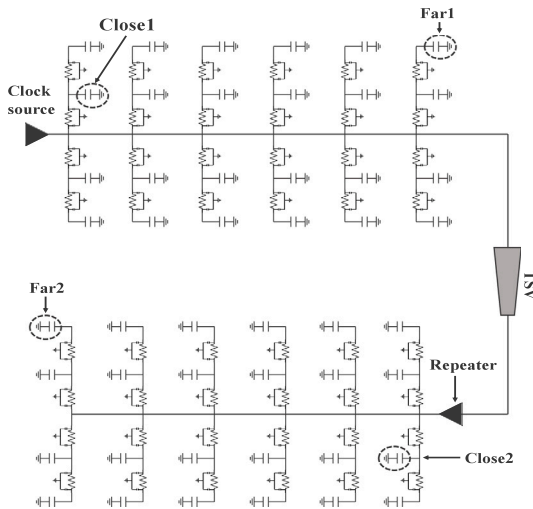 Far1
Close1
Clock
source
TSV
Far2
Repeater
Close2